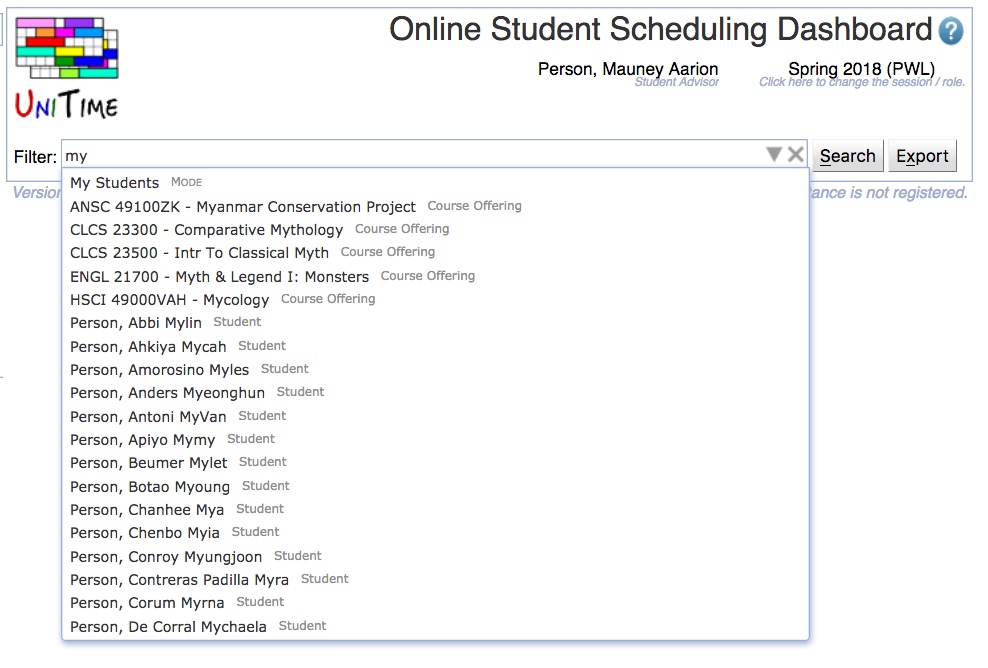 Online Student Scheduling Dashboard ?
UNITIME
Person, Mauney Aarion Spring 2018 (PWL)
Student Advisor Click here to change the session / role.
Filter: my Search Export
Version tance is not registered.
My Students MODE
ANSC 49100ZK - Myanmar Conservation Project Course Offering
CLCS 23300 - Comparative Mythology Course Offering
CLCS 23500 - Intr To Classical Myth Course Offering
ENGL 21700 - Myth & Legend I: Monsters Course Offering
HSCI 49000VAH - Mycology Course Offering
Person, Abbi Mylin Student
Person, Ahkiya Mycah Student
Person, Amorosino Myles Student
Person, Anders Myeonghun Student
Person, Antoni MyVan Student
Person, Apiyo Mymy Student
Person, Beumer Mylet Student
Person, Botao Myoung Student
Person, Chanhee Mya Student
Person, Chenbo Myia Student
Person, Conroy Myungjoon Student
Person, Contreras Padilla Myra Student
Person, Corum Myrna Student
Person, De Corral Mychaela Student